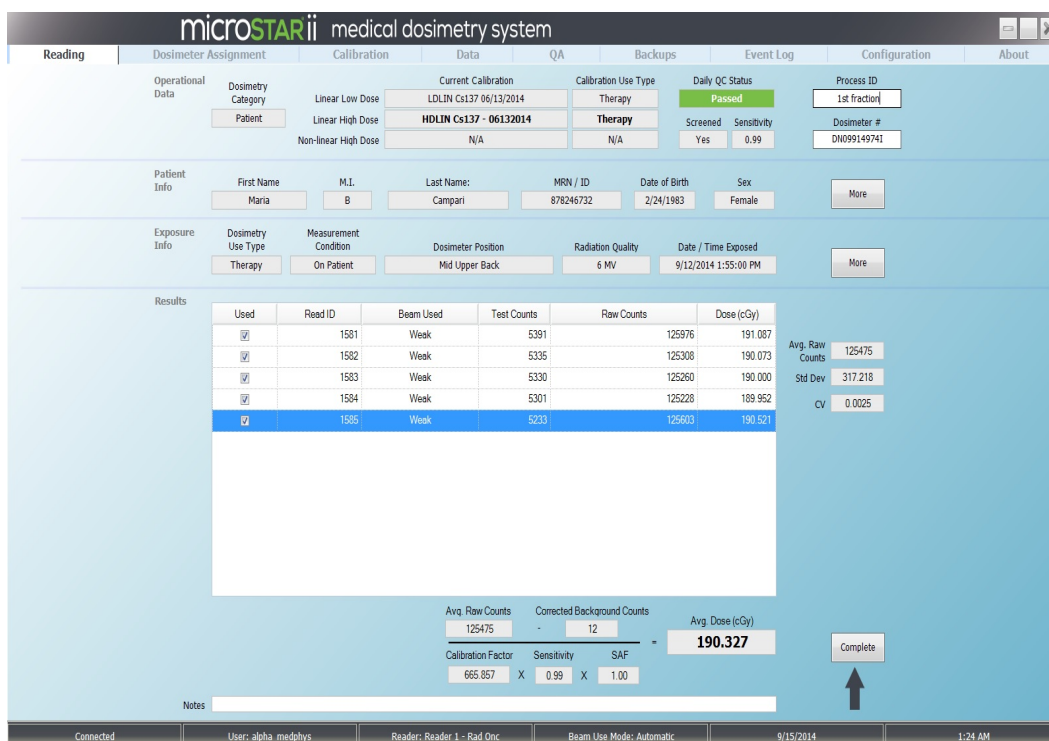 microSTARii medical dosimetry system
Reading Dosimeter Assignment Calibration Data QA Backups Event Log Configuration About
Operational Data
Dosimetry Category
Patient
Current Calibration Calibration Use Type
Linear Low Dose LDLIN Cs137 06/13/2014 Therapy
Linear High Dose HDLIN Cs137 - 06132014 Therapy
Non-linear High Dose N/A N/A
Daily QC Status
Passed
Screened Sensitivity
Yes 0.99
Process ID
1st fraction
Dosimeter #
DN09914974I
Patient Info
First Name M.I. Last Name: MRN / ID Date of Birth Sex
Maria B Campari 878246732 2/24/1983 Female
More
Exposure Info
Dosimetry Use Type Measurement Condition Dosimeter Position Radiation Quality Date / Time Exposed
Therapy On Patient Mid Upper Back 6 MV 9/12/2014 1:55:00 PM
More
Results
Used Read ID Beam Used Test Counts Raw Counts Dose (cGy)
1581 Weak 5391 125976 191.087
1582 Weak 5335 125308 190.073
1583 Weak 5330 125260 190.000
1584 Weak 5301 125228 189.952
1585 Weak 5233 125603 190.521
Avg. Raw Counts 125475
Std Dev 317.218
CV 0.0025
Avg. Raw Counts Corrected Background Counts
125475 - 12
Calibration Factor Sensitivity SAF
665.857 X 0.99 X 1.00
=
Avg. Dose (cGy)
190.327
Complete
Notes
Connected User: alpha_medphys Reader: Reader 1 - Rad Onc Beam Use Mode: Automatic 9/15/2014 1:24 AM